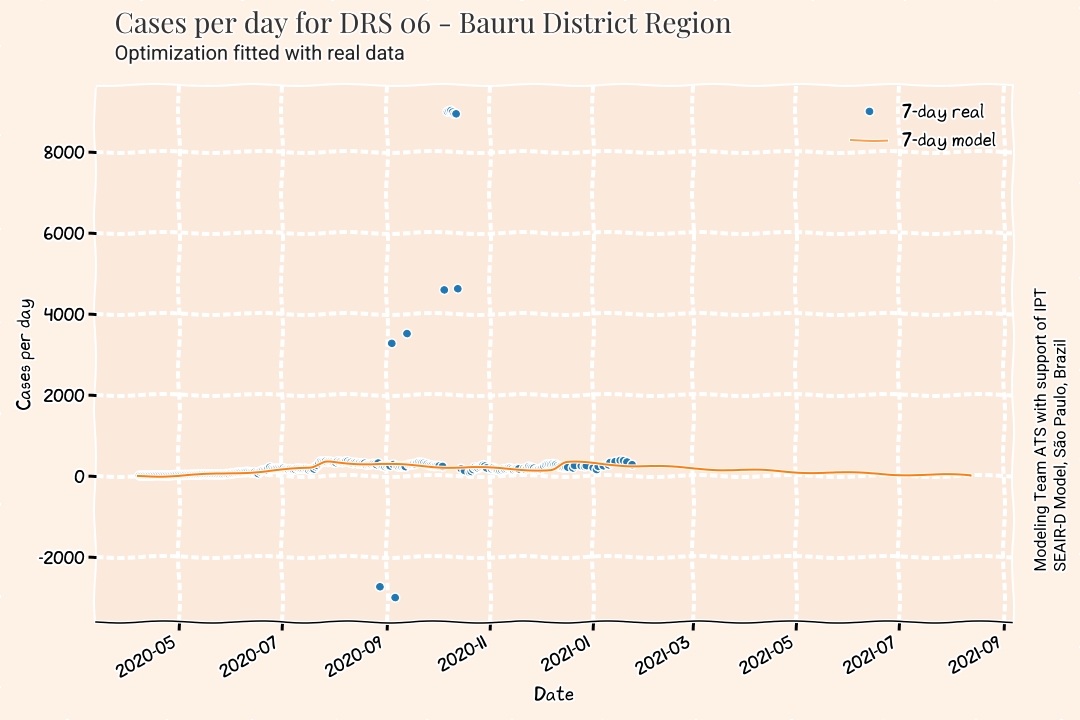 Cases per day for DRS 06 - Bauru District Region
Optimization fitted with real data
7-day real
7-day model
8000
6000
4000
2000
0
-2000
Cases per day
2020-05
2020-07
2020-09
2020-11
2021-01
2021-03
2021-05
2021-07
2021-09
Date
Modeling Team ATS with support of IPT
SEAIR-D Model, São Paulo, Brazil